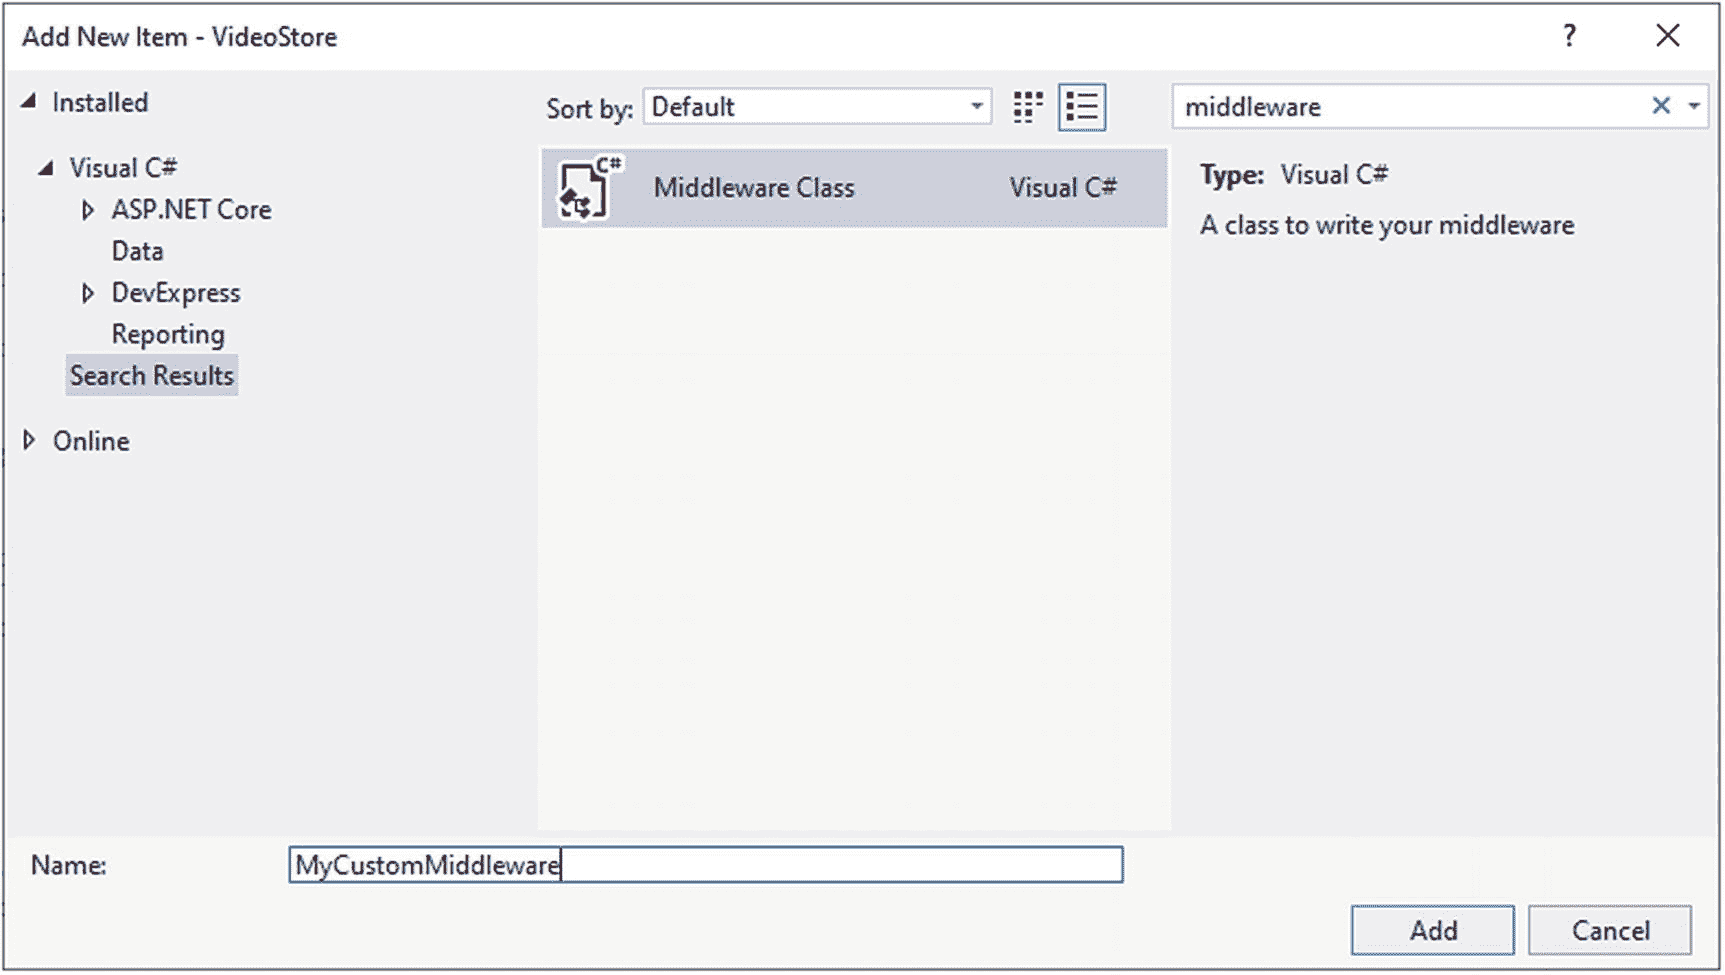 Add New Item - VideoStore
?
Installed
Visual C#
ASP.NET Core
Data
DevExpress
Reporting
Search Results
Online
Sort by: Default
C#
Middleware Class Visual C#
middleware
Type: Visual C#
A class to write your middleware
Name: MyCustomMiddleware
Add Cancel